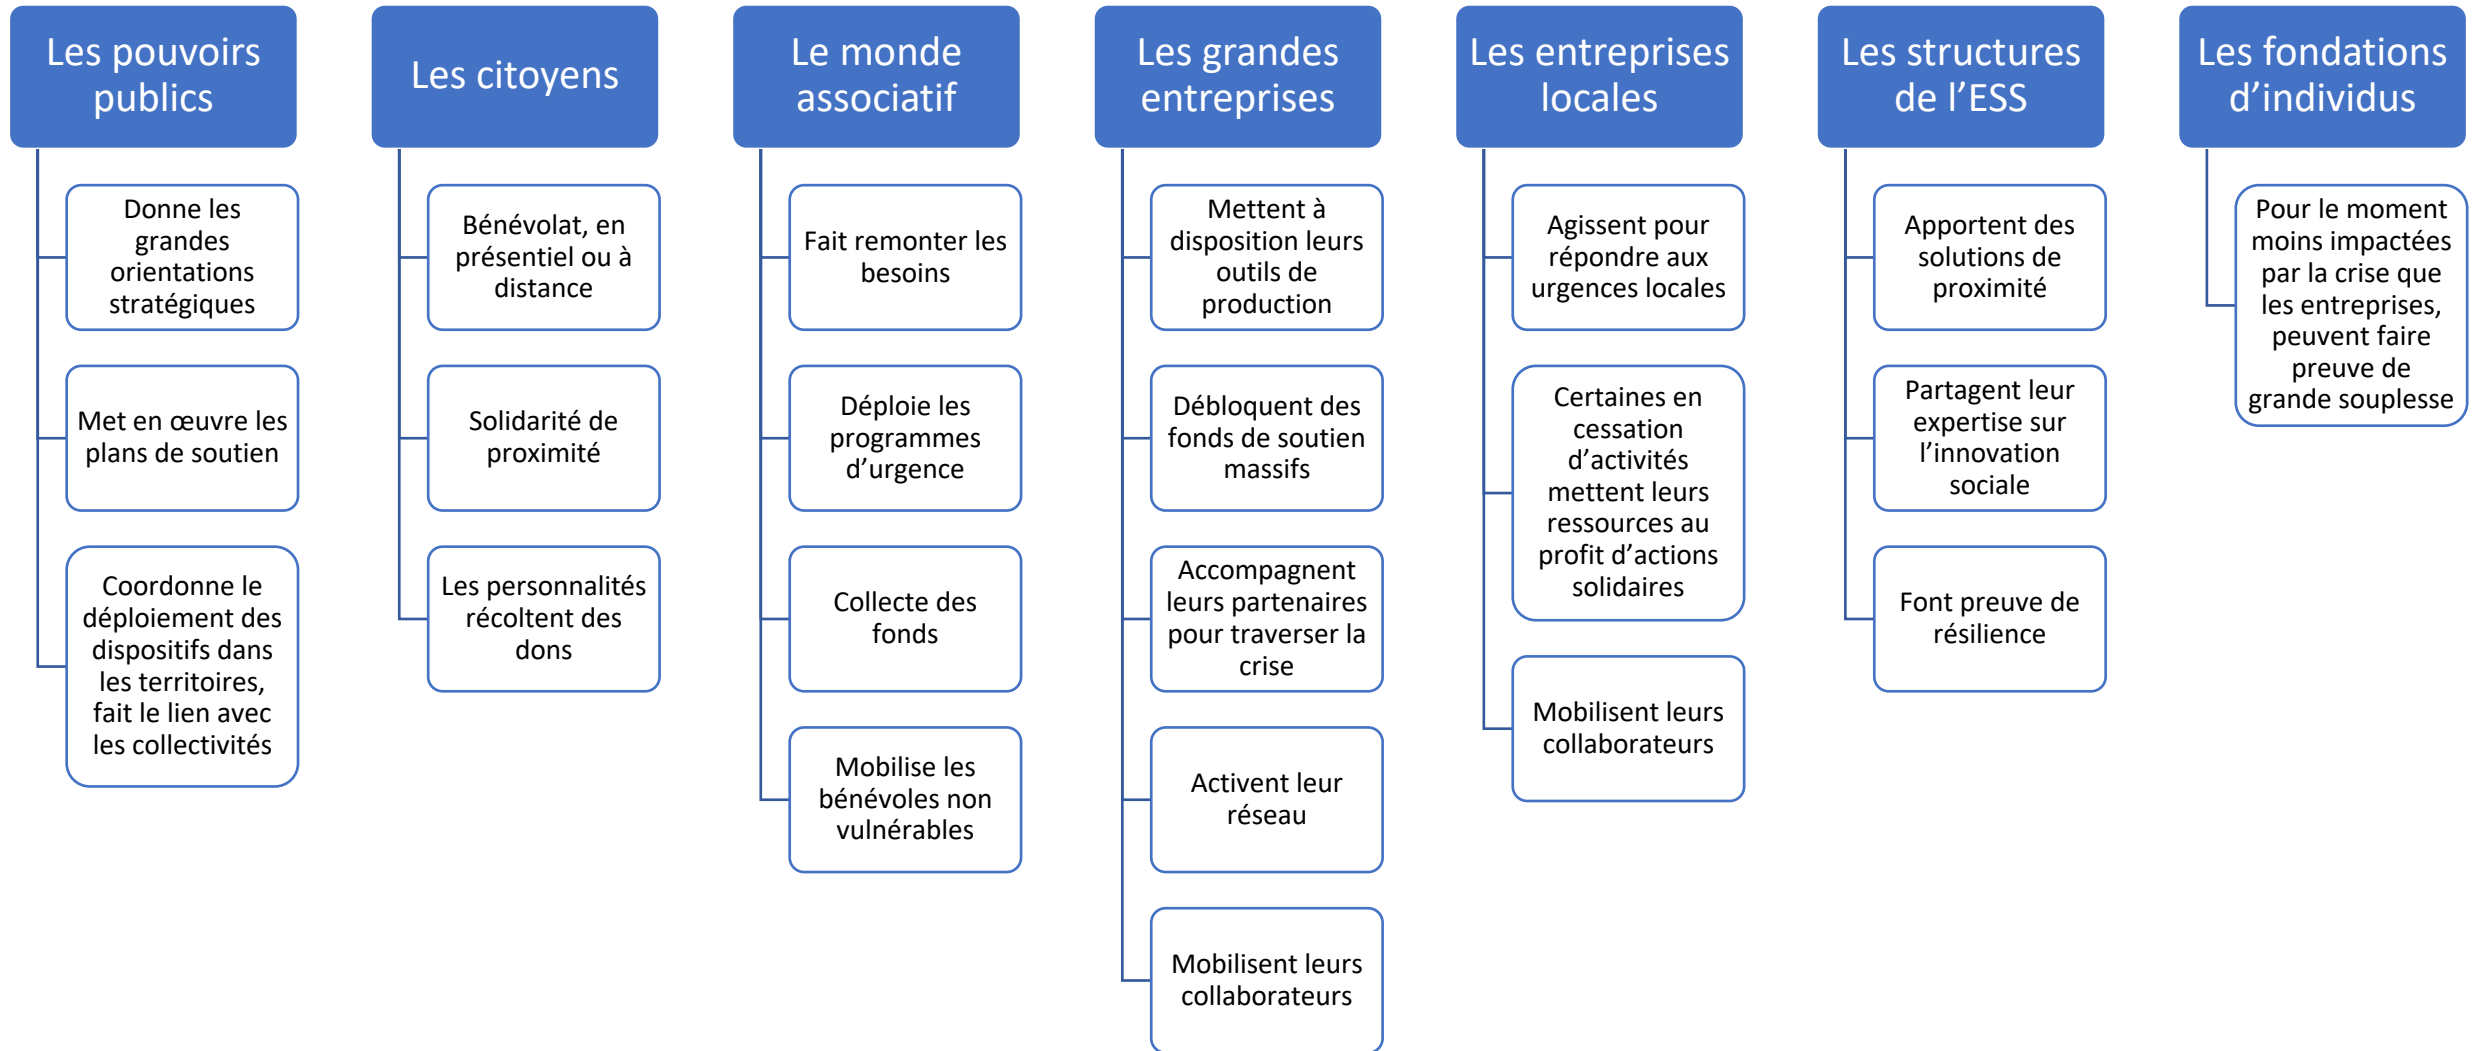 Les pouvoirs
publics
Donne les
grandes
orientations
stratégiques
Met en œuvre les
plans de soutien
Coordonne le
déploiement des
dispositifs dans
les territoires,
fait le lien avec
les collectivités
Les citoyens
Bénévolat, en
présentiel ou à
distance
Solidarité de
proximité
Les personnalités
récoltent des
dons
Le monde
associatif
Fait remonter les
besoins
Déploie les
programmes
d’urgence
Collecte des
fonds
Mobilise les
bénévoles non
vulnérables
Les grandes
entreprises
Mettent à
disposition leurs
outils de
production
Débloquent des
fonds de soutien
massifs
Accompagnent
leurs partenaires
pour traverser la
crise
Activent leur
réseau
Mobilisent leurs
collaborateurs
Les entreprises
locales
Agissent pour
répondre aux
urgences locales
Certaines en
cessation
d’activités
mettent leurs
ressources au
profit d’actions
solidaires
Mobilisent leurs
collaborateurs
Les structures
de l’ESS
Apportent des
solutions de
proximité
Partagent leur
expertise sur
l’innovation
sociale
Font preuve de
résilience
Les fondations
d’individus
Pour le moment
moins impactées
par la crise que
les entreprises,
peuvent faire
preuve de
grande souplesse